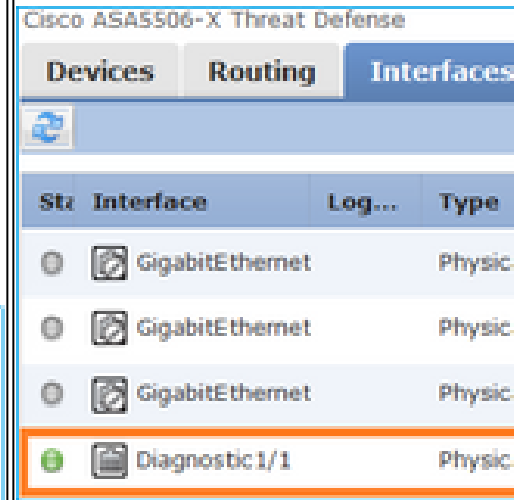 Cisco ASA5506-X Threat Defense
Devices Routing Interfaces
Sta Interface Log... Type
GigabitEthernet Physic
GigabitEthernet Physic
GigabitEthernet Physic
Diagnostic1/1 Physic